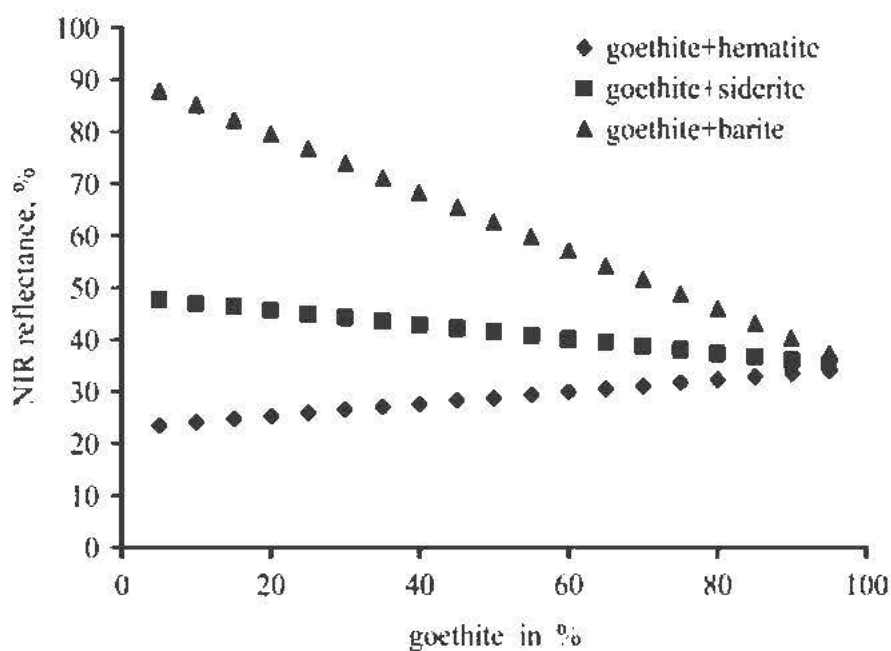 100
90
80
70
60
50
40
30
20
10
0
NIR reflectance, %
goethite+hematite
goethite+siderite
goethite+barite
0 20 40 60 80 100
goethite in %